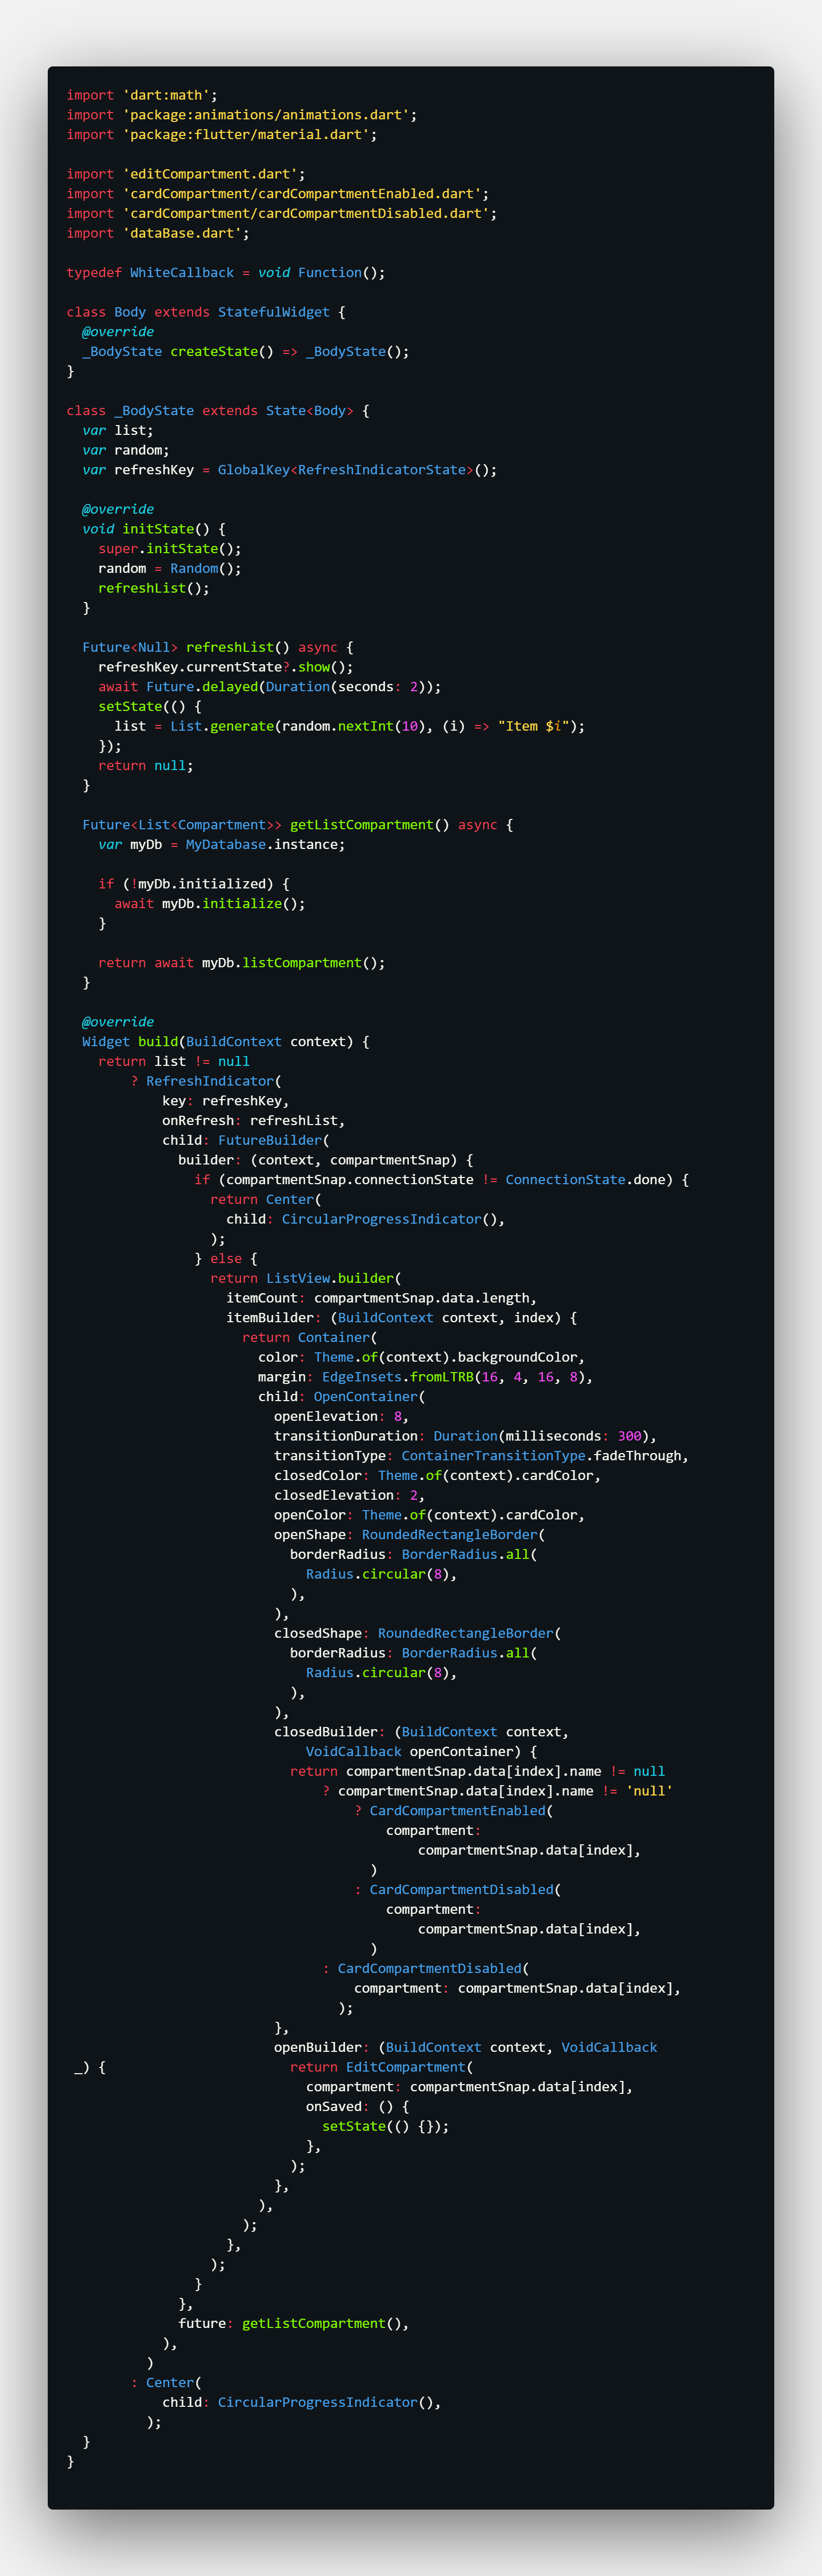 import 'dart:math';
import 'package:animations/animations.dart';
import 'package:flutter/material.dart';

import 'editCompartment.dart';
import 'cardCompartment/cardCompartmentEnabled.dart';
import 'cardCompartment/cardCompartmentDisabled.dart';
import 'dataBase.dart';

typedef WhiteCallback = void Function();

class Body extends StatefulWidget {
  @override
  _BodyState createState() => _BodyState();
}

class _BodyState extends State<Body> {
  var list;
  var random;
  var refreshKey = GlobalKey<RefreshIndicatorState>();

  @override
  void initState() {
    super.initState();
    random = Random();
    refreshList();
  }

  Future<Null> refreshList() async {
    refreshKey.currentState?.show();
    await Future.delayed(Duration(seconds: 2));
    setState(() {
      list = List.generate(random.nextInt(10), (i) => "Item $i");
    });
    return null;
  }

  Future<List<Compartment>> getListCompartment() async {
    var myDb = MyDatabase.instance;

    if (!myDb.initialized) {
      await myDb.initialize();
    }

    return await myDb.listCompartment();
  }

  @override
  Widget build(BuildContext context) {
    return list != null
        ? RefreshIndicator(
            key: refreshKey,
            onRefresh: refreshList,
            child: FutureBuilder(
              builder: (context, compartmentSnap) {
                if (compartmentSnap.connectionState != ConnectionState.done) {
                  return Center(
                    child: CircularProgressIndicator(),
                  );
                } else {
                  return ListView.builder(
                    itemCount: compartmentSnap.data.length,
                    itemBuilder: (BuildContext context, index) {
                      return Container(
                        color: Theme.of(context).backgroundColor,
                        margin: EdgeInsets.fromLTRB(16, 4, 16, 8),
                        child: OpenContainer(
                          openElevation: 8,
                          transitionDuration: Duration(milliseconds: 300),
                          transitionType: ContainerTransitionType.fadeThrough,
                          closedColor: Theme.of(context).cardColor,
                          closedElevation: 2,
                          openColor: Theme.of(context).cardColor,
                          openShape: RoundedRectangleBorder(
                            borderRadius: BorderRadius.all(
                              Radius.circular(8),
                            ),
                          ),
                          closedShape: RoundedRectangleBorder(
                            borderRadius: BorderRadius.all(
                              Radius.circular(8),
                            ),
                          ),
                          closedBuilder: (BuildContext context,
                              VoidCallback openContainer) {
                            return compartmentSnap.data[index].name != null
                                ? compartmentSnap.data[index].name != 'null'
                                    ? CardCompartmentEnabled(
                                        compartment:
                                            compartmentSnap.data[index],
                                      )
                                    : CardCompartmentDisabled(
                                        compartment:
                                            compartmentSnap.data[index],
                                      )
                                : CardCompartmentDisabled(
                                    compartment: compartmentSnap.data[index],
                                  );
                          },
                          openBuilder: (BuildContext context, VoidCallback
 _) {                       return EditCompartment(
                              compartment: compartmentSnap.data[index],
                              onSaved: () {
                                setState(() {});
                              },
                            );
                          },
                        ),
                      );
                    },
                  );
                }
              },
              future: getListCompartment(),
            ),
          )
        : Center(
            child: CircularProgressIndicator(),
          );
  }
}